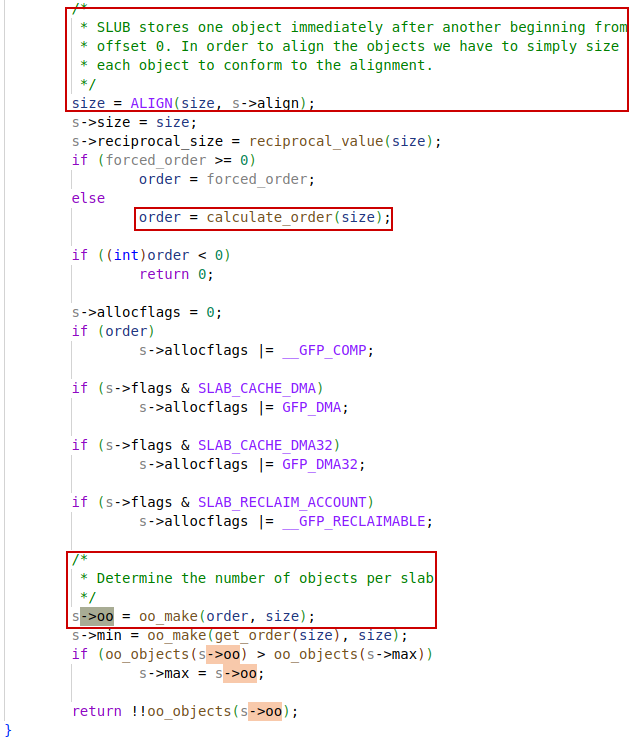 /*
 * SLUB stores one object immediately after another beginning from
 * offset 0. In order to align the objects we have to simply size
 * each object to conform to the alignment.
 */
size = ALIGN(size, s->align);
s->size = size;
s->reciprocal_size = reciprocal_value(size);
if (forced_order >= 0)
        order = forced_order;
else
        order = calculate_order(size);

if ((int)order < 0)
        return 0;

s->allocflags = 0;
if (order)
        s->allocflags |= __GFP_COMP;

if (s->flags & SLAB_CACHE_DMA)
        s->allocflags |= GFP_DMA;

if (s->flags & SLAB_CACHE_DMA32)
        s->allocflags |= GFP_DMA32;

if (s->flags & SLAB_RECLAIM_ACCOUNT)
        s->allocflags |= __GFP_RECLAIMABLE;

/*
 * Determine the number of objects per slab
 */
s->oo = oo_make(order, size);
s->min = oo_make(get_order(size), size);
if (oo_objects(s->oo) > oo_objects(s->max))
        s->max = s->oo;

return !!oo_objects(s->oo);
}